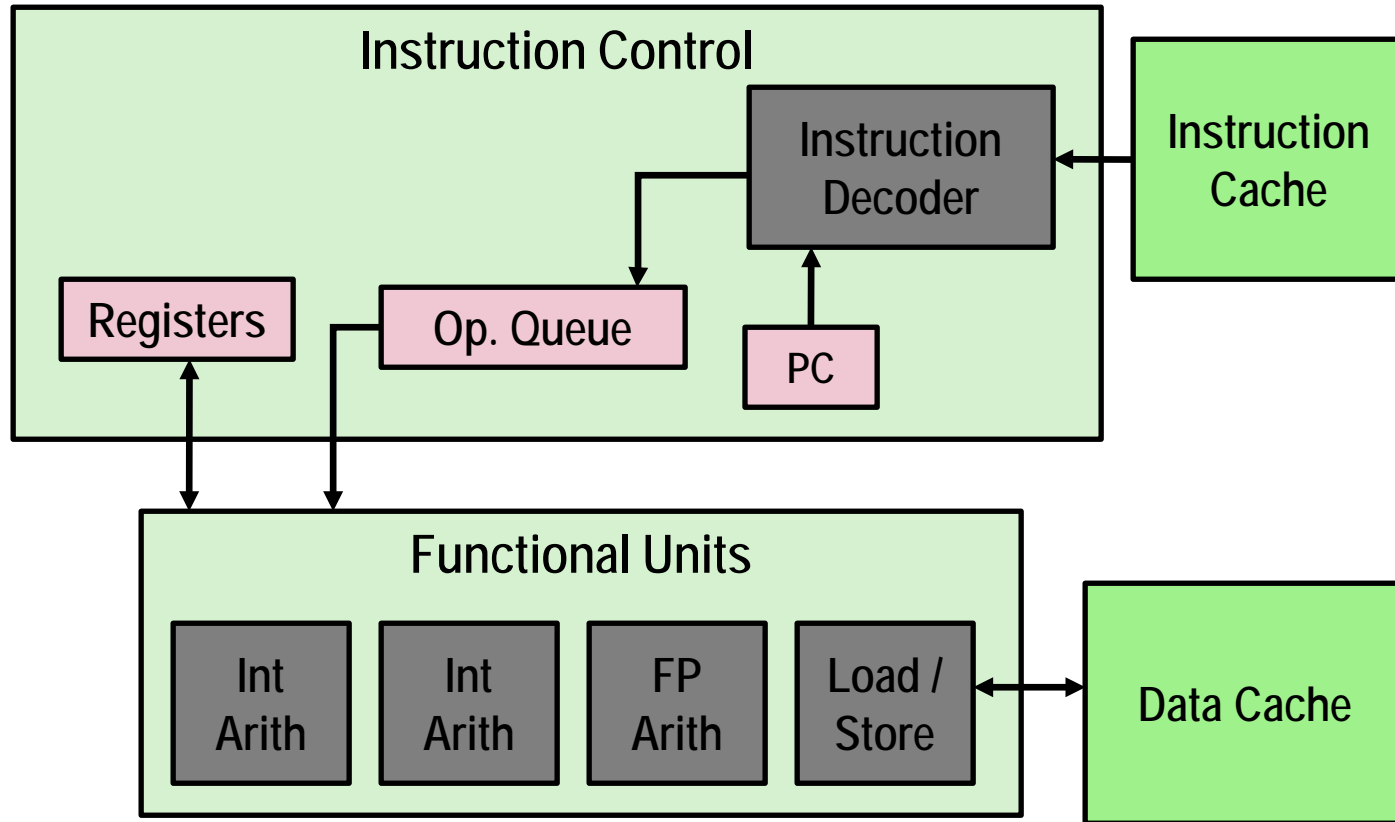 Instruction Control
Instruction
Decoder
Instruction
Cache
Registers
Op. Queue
PC
Functional Units
Int
Arith
Int
Arith
FP
Arith
Load /
Store
Data Cache